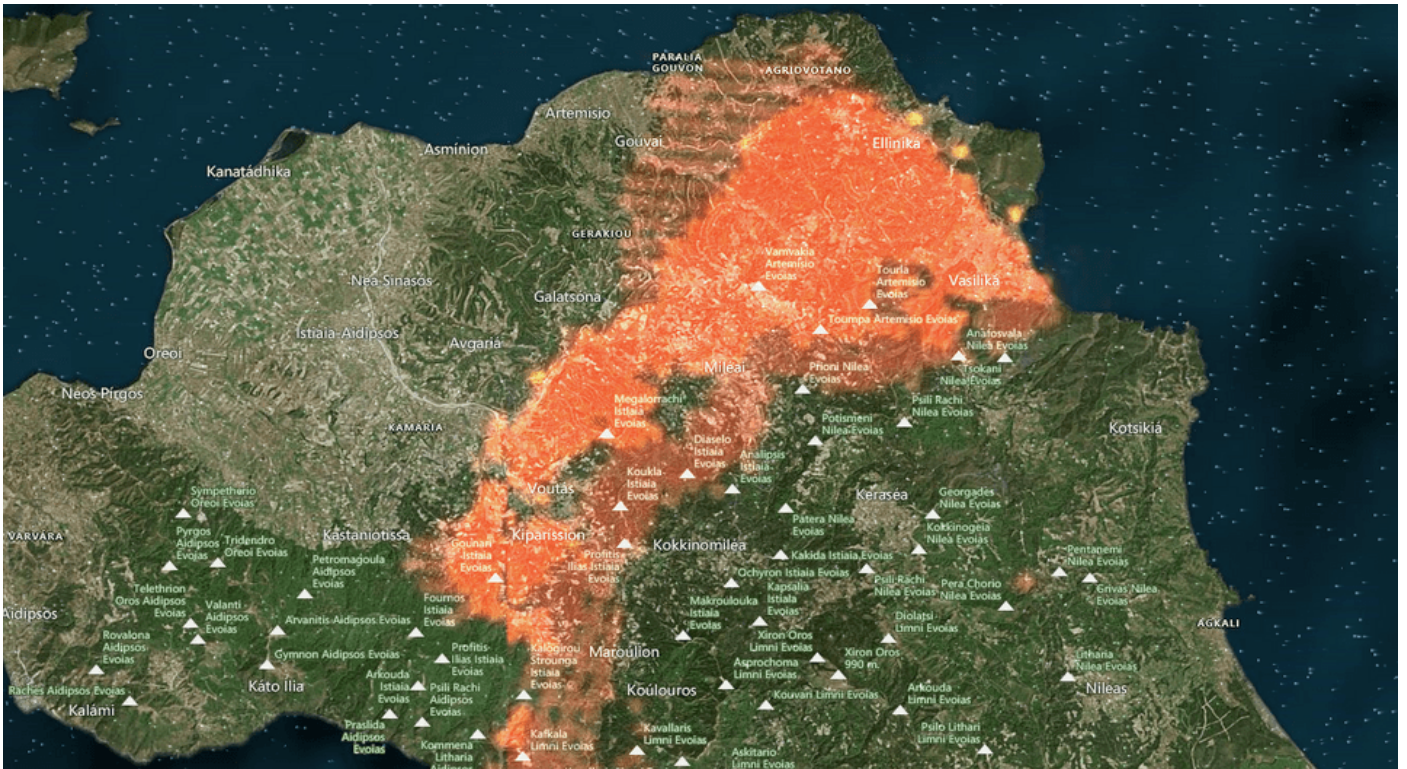 PARALIA
GOUVON
AGRIOVOTANO
Artemisio
Gouvai
Ellinika
Asminion
Kanatádhika
GERAKIOU
Vamvakia
Artemisio
Evoias
Tourla
Artemisio
Evoias
Vasiliká
Nea-Sinasos
Galatsona
Toumpa Artemisio Evoias
Istiaia-Aidipsos
Avgaria
Anafosvala
Nilea Evoias
Oreoi
Mileai
Prioni Nilea
Evoias
Tsokani
Nilea Evoias
Neos Pirgos
Megalorrachi
Istiaia
Evoias
Psili Rachi
Nilea Evoias
KAMARIA
Potismeni
Nilea Evoias
Kotsikiá
Diaselo
Istiaia
Evoias
Analipsis
Istiaia
Evoias
Koukla
Istiaia
Evoias
Voutás
Kerasea
Sympetherio
Oreoi Evoias
Georgades
Nilea Evoias
Patera Nilea
Evoias
VARVARA
Pyrgos
Aidipsos
Evoias
Tridendro
Oreoi Evoias
Kastaniotissa
Gounari
Istiaia
Evoias
Kiparission
Kokkinogeia
Nilea Evoias
Profitis
Ilias Istiaia
Evoias
Kokkinomiléa
Kakida Istiaia Evoias
Pentanemi
Nilea Evoias
Petromagoula
Aidipsos
Evoias
Ochyron Istiaia Evoias
Psili Rachi
Nilea Evoias
Pera Chorio
Nilea Evoias
Grivas Nilea
Evoias
Telethrion
Oros Aidipsos
Evoias
Valanti
Aidipsos
Evoias
Kapsalia
Istiaia
Evoias
Aidipsos
Fournos
Istiaia
Evoias
Makroulouka
Istiaia
Evoias
Arvanitis Aidipsos Evoias
Diolatsi
Limni Evoias
AGKALI
Rovalona
Aidipsos
Evoias
Xiron Oros
Limni Evoias
Profitis
Ilias Istiaia
Evoias
Kalogirou
Strounga
Istiaia
Evoias
Maroulion
Xiron Oros
990 m.
Gymnon Aidipsos Evoias
Litharia
Nilea Evoias
Asprochoma
Limni Evoias
Arkouda
Istiaia
Evoias
Raches Aidipsos Evoias
Káto Ilia
Psili Rachi
Aidipsos
Evoias
Koúlouros
Kouvari Limni Evoias
Arkouda
Limni Evoias
Nileas
Kalámi
Praslida
Aidipsos
Evoias
Kafkala
Limni Evoias
Kavallaris
Limni Evoias
Psilo Lithari
Limni Evoias
Kommena
Litharia
Aidipsos
Askitario
Limni Evoias